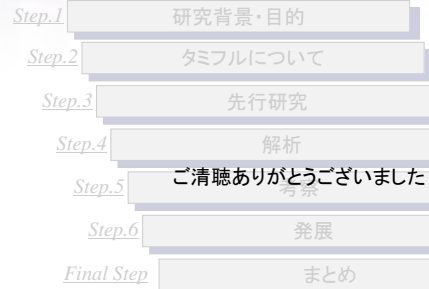 Step.1 研究背景・目的
Step.2 タミフルについて
Step.3 先行研究
Step.4 解析
ご清聴ありがとうございました
Step.5 考察
Step.6 発展
Final Step まとめ